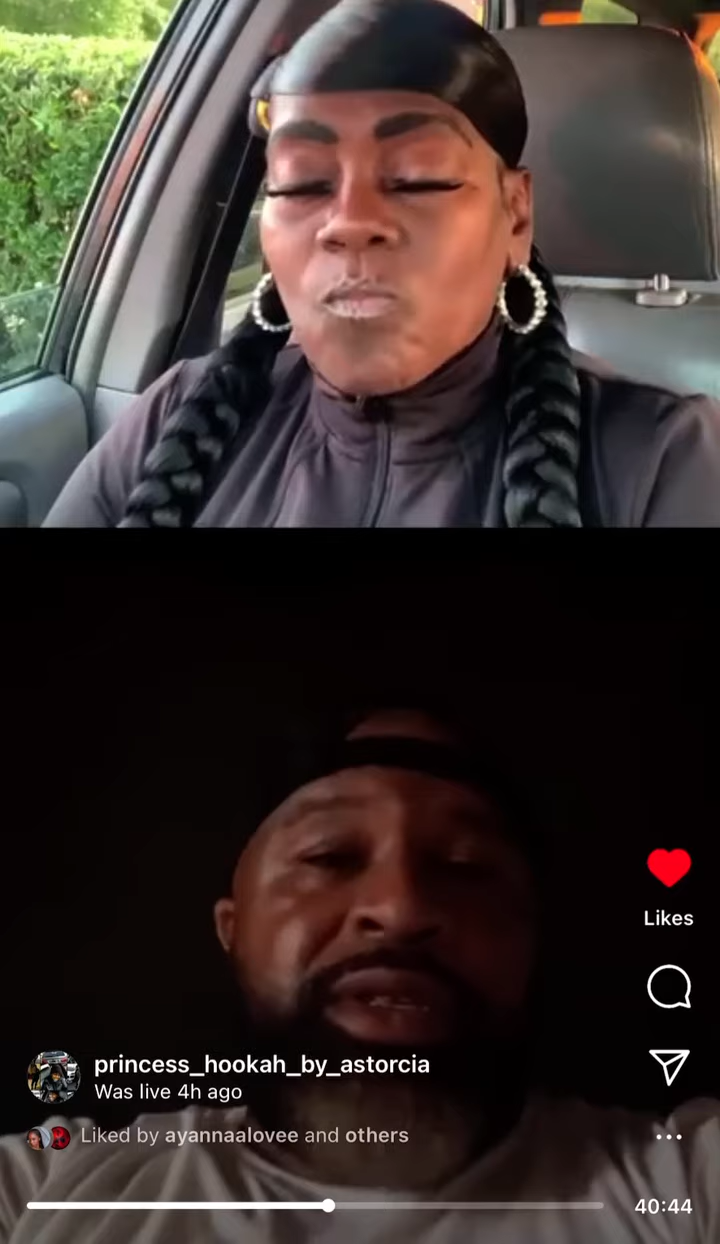 Likes
princess_hookah_by_astorcia
Was live 4h ago
Liked by ayannaalovee and others
40:44